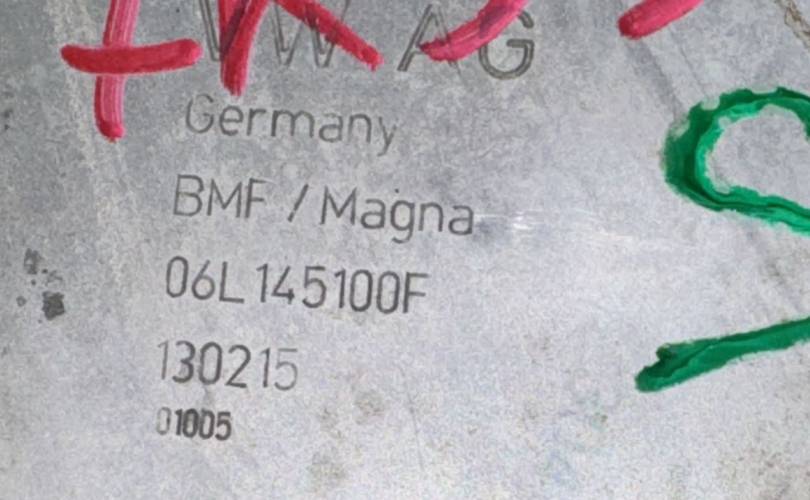 VW AG
Germany
BMF / Magna
06L145100F
130215
01005